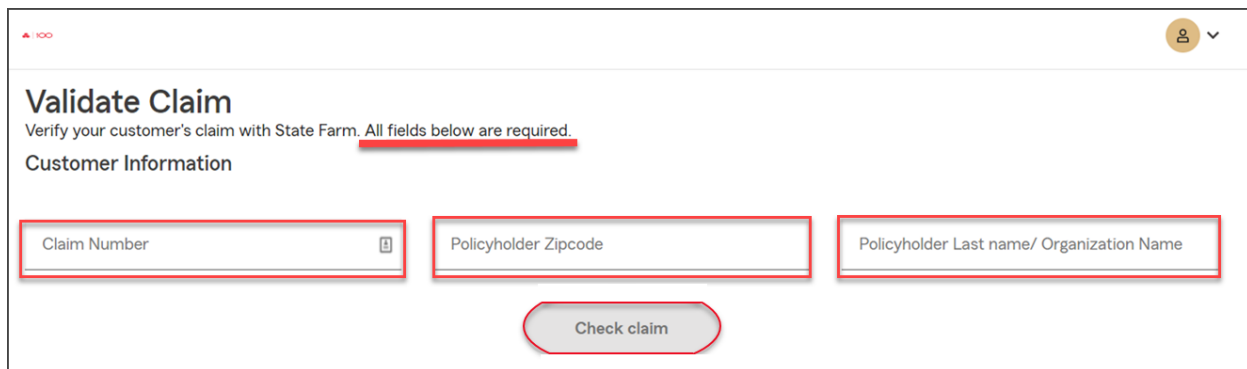 100
Validate Claim
Verify your customer's claim with State Farm. All fields below are required.
Customer Information
Claim Number
Policyholder Zipcode
Policyholder Last name/ Organization Name
Check claim